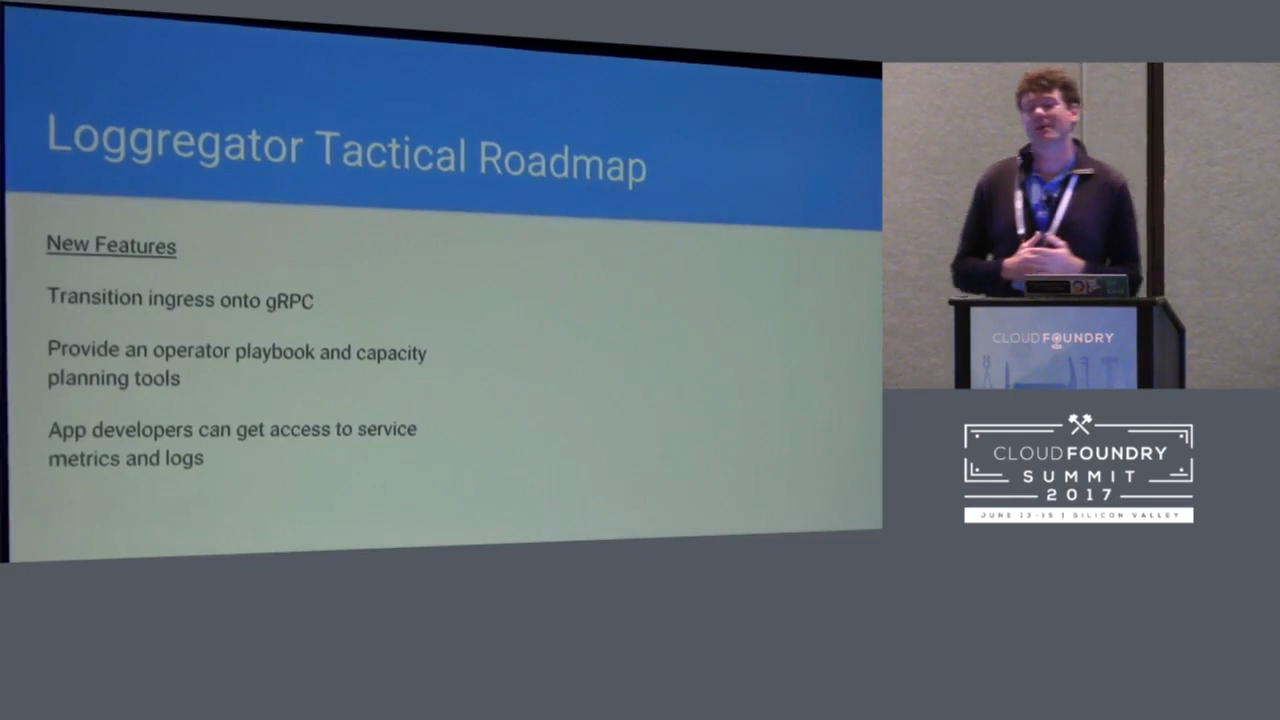 Loggregator Tactical Roadmap
New Features
Transition ingress onto gRPC
Provide an operator playbook and capacity
planning tools
App developers can get access to service
metrics and logs
CLOUD FOUNDRY
CLOUD FOUNDRY
SUMMIT
2017
JUNE 13-15 | SILICON VALLEY